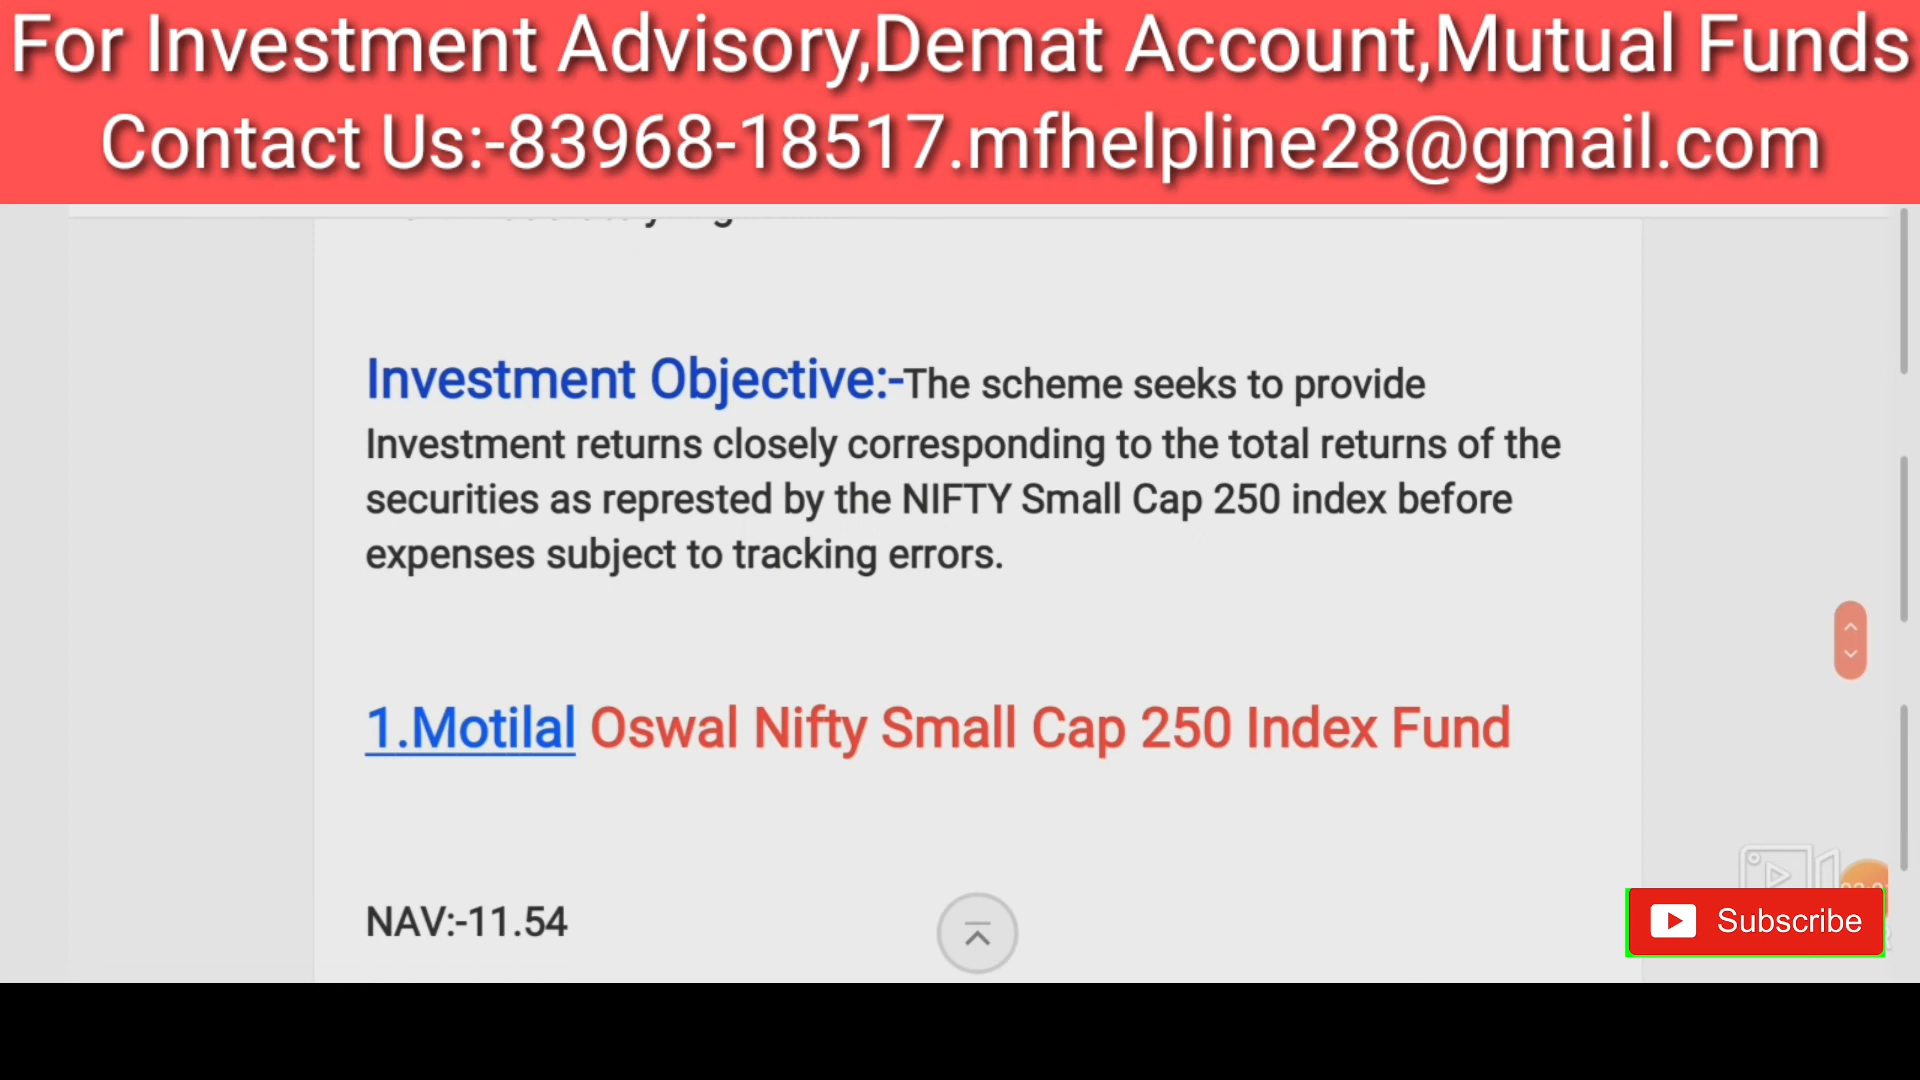 For Investment Advisory,Demat Account,Mutual Funds
Contact Us:-83968-18517.mfhelpline28@gmail.com
Investment Objective:-The scheme seeks to provide
Investment returns closely corresponding to the total returns of the
securities as represted by the NIFTY Small Cap 250 index before
expenses subject to tracking errors.
1.Motilal Oswal Nifty Small Cap 250 Index Fund
NAV:-11.54
Subscribe